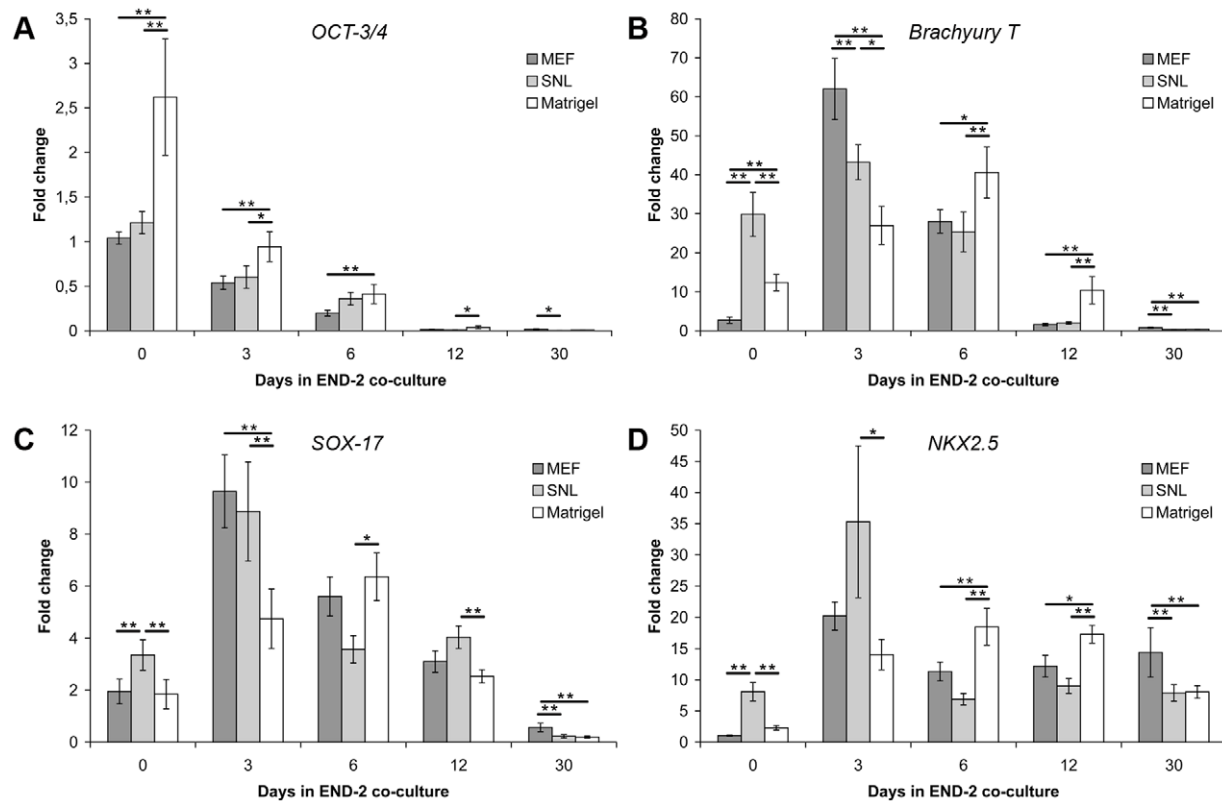 A
OCT-3/4
3,5
3
2,5
2
1,5
1
0,5
0
Fold change
MEF
SNL
Matrigel
** ** ** * ** * *
0 3 6 12 30
Days in END-2 co-culture
B
Brachyury T
80
70
60
50
40
30
20
10
0
Fold change
MEF
SNL
Matrigel
** ** ** ** ** * * ** ** ** ** **
0 3 6 12 30
Days in END-2 co-culture
C
SOX-17
12
10
8
6
4
2
0
Fold change
MEF
SNL
Matrigel
** ** ** ** * ** ** **
0 3 6 12 30
Days in END-2 co-culture
D
NKX2.5
50
45
40
35
30
25
20
15
10
5
0
Fold change
MEF
SNL
Matrigel
** ** * ** ** * ** ** **
0 3 6 12 30
Days in END-2 co-culture